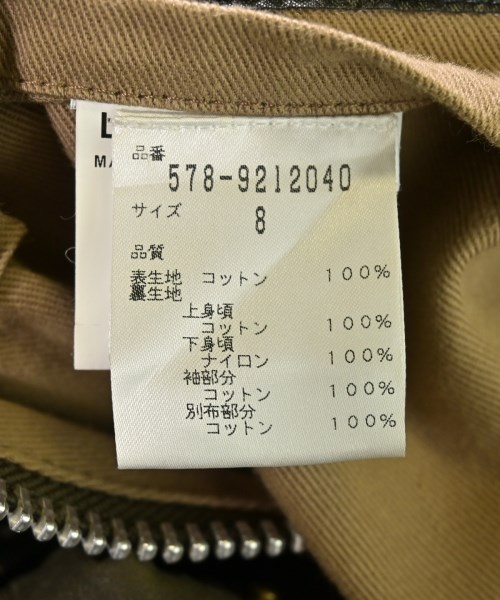 MA
品番
578-9212040
サイズ 8
品質
表生地 コットン 100%
裏生地
上身頃
コットン 100%
下身頃
ナイロン 100%
袖部分
コットン 100%
別布部分
コットン 100%